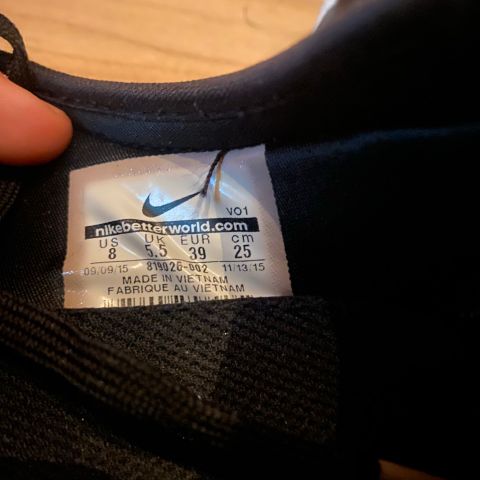 VO1
nikebetterworld.com
US UK EUR cm
8 5.5 39 25
09/09/15 819026-002 11/13/15
MADE IN VIETNAM
FABRIQUE AU VIETNAM